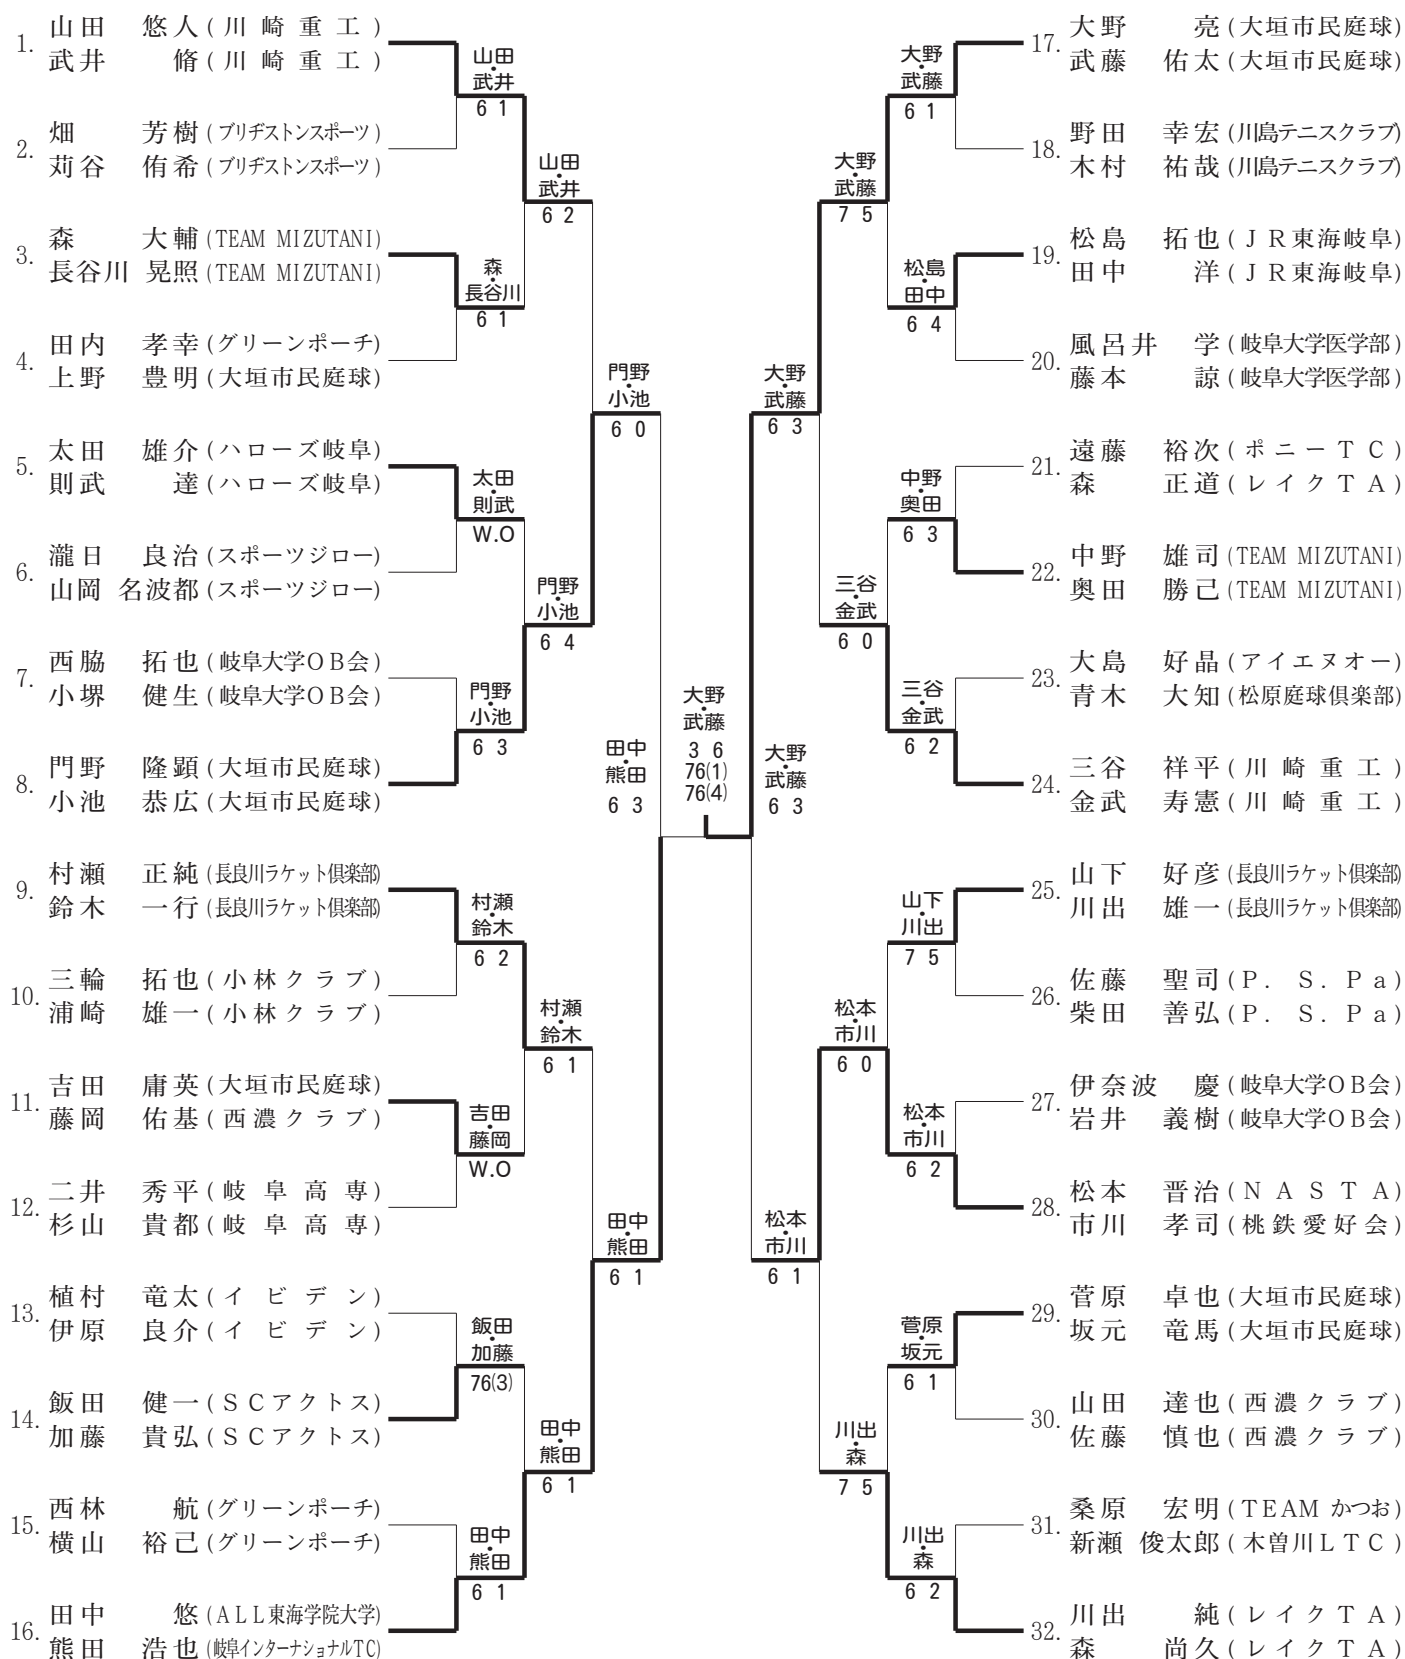 1. 山田 悠人 (川崎重工)
武井 脩 (川崎重工)
2. 畑 芳樹 (ブリヂストンスポーツ)
苅谷 侑希 (ブリヂストンスポーツ)
3. 森 大輔 (TEAM MIZUTANI)
長谷川 晃照 (TEAM MIZUTANI)
4. 田内 孝幸 (グリーンポーチ)
上野 豊明 (大垣市民庭球)
5. 太田 雄介 (ハローズ岐阜)
則武 達 (ハローズ岐阜)
6. 瀧日 良治 (スポーツジロー)
山岡 名波都 (スポーツジロー)
7. 西脇 拓也 (岐阜大学OB会)
小堺 健生 (岐阜大学OB会)
8. 門野 隆顕 (大垣市民庭球)
小池 恭広 (大垣市民庭球)
9. 村瀬 正純 (長良川ラケット倶楽部)
鈴木 一行 (長良川ラケット倶楽部)
10. 三輪 拓也 (小林クラブ)
浦崎 雄一 (小林クラブ)
11. 吉田 庸英 (大垣市民庭球)
藤岡 佑基 (西濃クラブ)
12. 二井 秀平 (岐阜高専)
杉山 貴都 (岐阜高専)
13. 植村 竜太 (イビデン)
伊原 良介 (イビデン)
14. 飯田 健一 (SCアクトス)
加藤 貴弘 (SCアクトス)
15. 西林 航 (グリーンポーチ)
横山 裕己 (グリーンポーチ)
16. 田中 悠 (ALL東海学院大学)
熊田 浩也 (岐阜インターナショナルTC)
山田・武井
6 1
森・長谷川
6 1
太田・則武
W.O
門野・小池
6 3
村瀬・鈴木
6 2
吉田・藤岡
W.O
飯田・加藤
76(3)
田中・熊田
6 1
山田・武井
6 2
門野・小池
6 4
村瀬・鈴木
6 1
田中・熊田
6 1
門野・小池
6 0
田中・熊田
6 1
田中・熊田
6 3
大野・武藤
3 6
76(1)
76(4)
大野・武藤
6 3
大野・武藤
6 3
松本・市川
6 1
大野・武藤
7 5
三谷・金武
6 0
松本・市川
6 0
川出・森
7 5
大野・武藤
6 1
松島・田中
6 4
中野・奥田
6 3
三谷・金武
6 2
山下・川出
7 5
松本・市川
6 2
菅原・坂元
6 1
川出・森
6 2
17. 大野 亮 (大垣市民庭球)
武藤 佑太 (大垣市民庭球)
18. 野田 幸宏 (川島テニスクラブ)
木村 祐哉 (川島テニスクラブ)
19. 松島 拓也 (JR東海岐阜)
田中 洋 (JR東海岐阜)
20. 風呂井 学 (岐阜大学医学部)
藤本 諒 (岐阜大学医学部)
21. 遠藤 裕次 (ポニーTC)
森 正道 (レイクTA)
22. 中野 雄司 (TEAM MIZUTANI)
奥田 勝己 (TEAM MIZUTANI)
23. 大島 好晶 (アイエヌオー)
青木 大知 (松原庭球倶楽部)
24. 三谷 祥平 (川崎重工)
金武 寿憲 (川崎重工)
25. 山下 好彦 (長良川ラケット倶楽部)
川出 雄一 (長良川ラケット倶楽部)
26. 佐藤 聖司 (P. S. Pa)
柴田 善弘 (P. S. Pa)
27. 伊奈波 慶 (岐阜大学OB会)
岩井 義樹 (岐阜大学OB会)
28. 松本 晋治 (NASTA)
市川 孝司 (桃鉄愛好会)
29. 菅原 卓也 (大垣市民庭球)
坂元 竜馬 (大垣市民庭球)
30. 山田 達也 (西濃クラブ)
佐藤 慎也 (西濃クラブ)
31. 桑原 宏明 (TEAM かつお)
新瀬 俊太郎 (木曽川LTC)
32. 川出 純 (レイクTA)
森 尚久 (レイクTA)